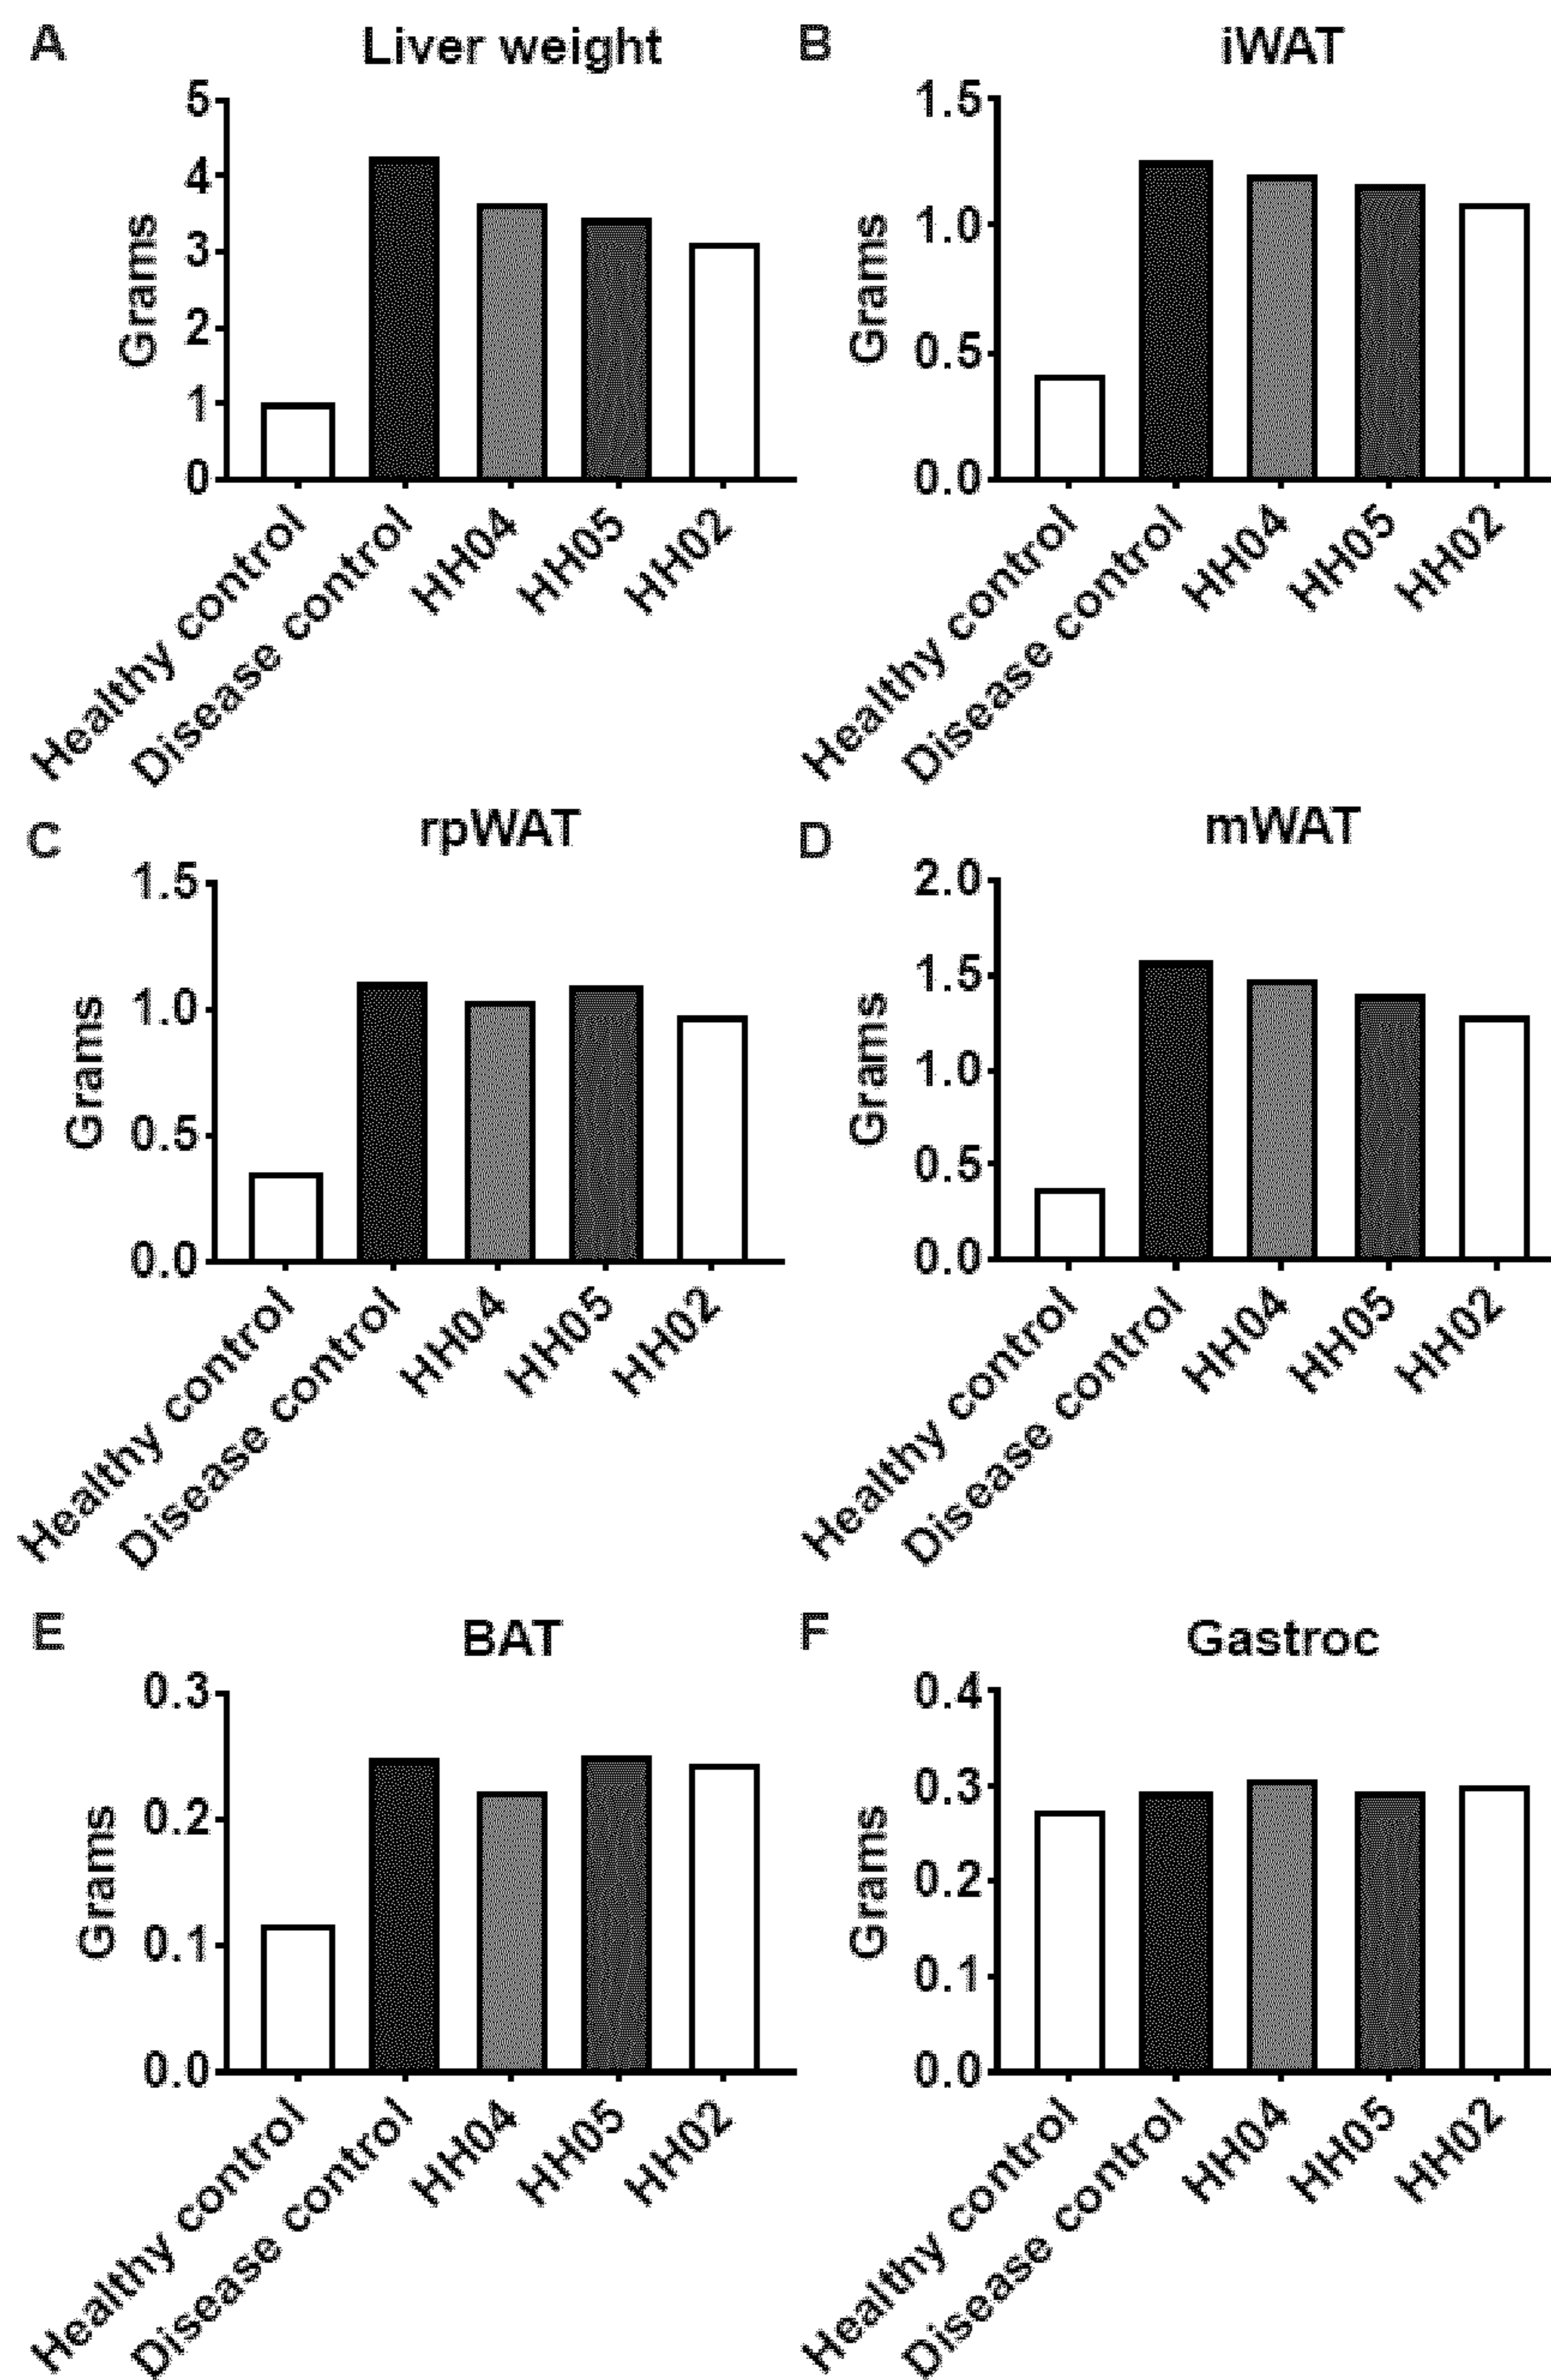 A
Liver weight
5
4
3
2
1
0
Grams
Healthy control
Disease control
HH04
HH05
HH02
B
iWAT
1.5
1.0
0.5
0.0
Grams
Healthy control
Disease control
HH04
HH05
HH02
C
rpWAT
1.5
1.0
0.5
0.0
Grams
Healthy control
Disease control
HH04
HH05
HH02
D
mWAT
2.0
1.5
1.0
0.5
0.0
Grams
Healthy control
Disease control
HH04
HH05
HH02
E
BAT
0.3
0.2
0.1
0.0
Grams
Healthy control
Disease control
HH04
HH05
HH02
F
Gastroc
0.4
0.3
0.2
0.1
0.0
Grams
Healthy control
Disease control
HH04
HH05
HH02